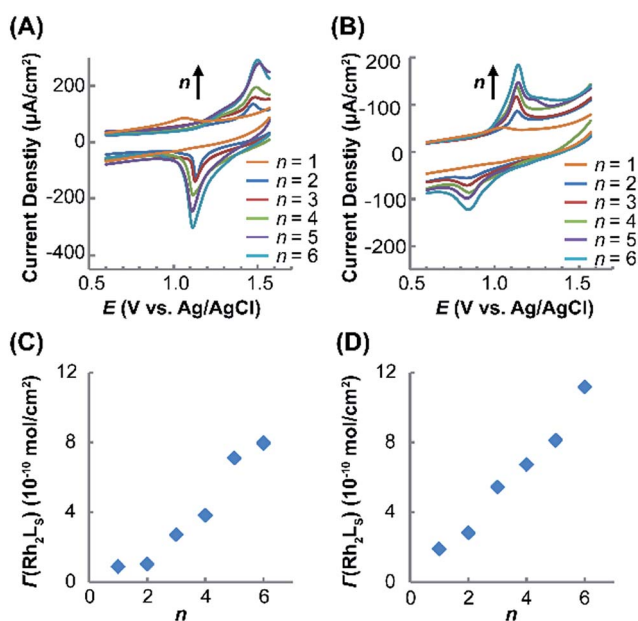 (A)
Current Denstiy (µA/cm²)
200
0
-200
-400
n
n = 1
n = 2
n = 3
n = 4
n = 5
n = 6
0.5
1.0
1.5
E (V vs. Ag/AgCl)
(B)
Current Denstiy (µA/cm²)
-200
-100
0
-100
-200
n
n = 1
n = 2
n = 3
n = 4
n = 5
n = 6
0.5
1.0
1.5
E (V vs. Ag/AgCl)
(C)
Γ(Rh₂Lₛ) (10⁻¹⁰ mol/cm²)
12
8
4
0
0
2
4
6
n
(D)
Γ(Rh₂Lₛ) (10⁻¹⁰ mol/cm²)
12
8
4
0
0
2
4
6
n